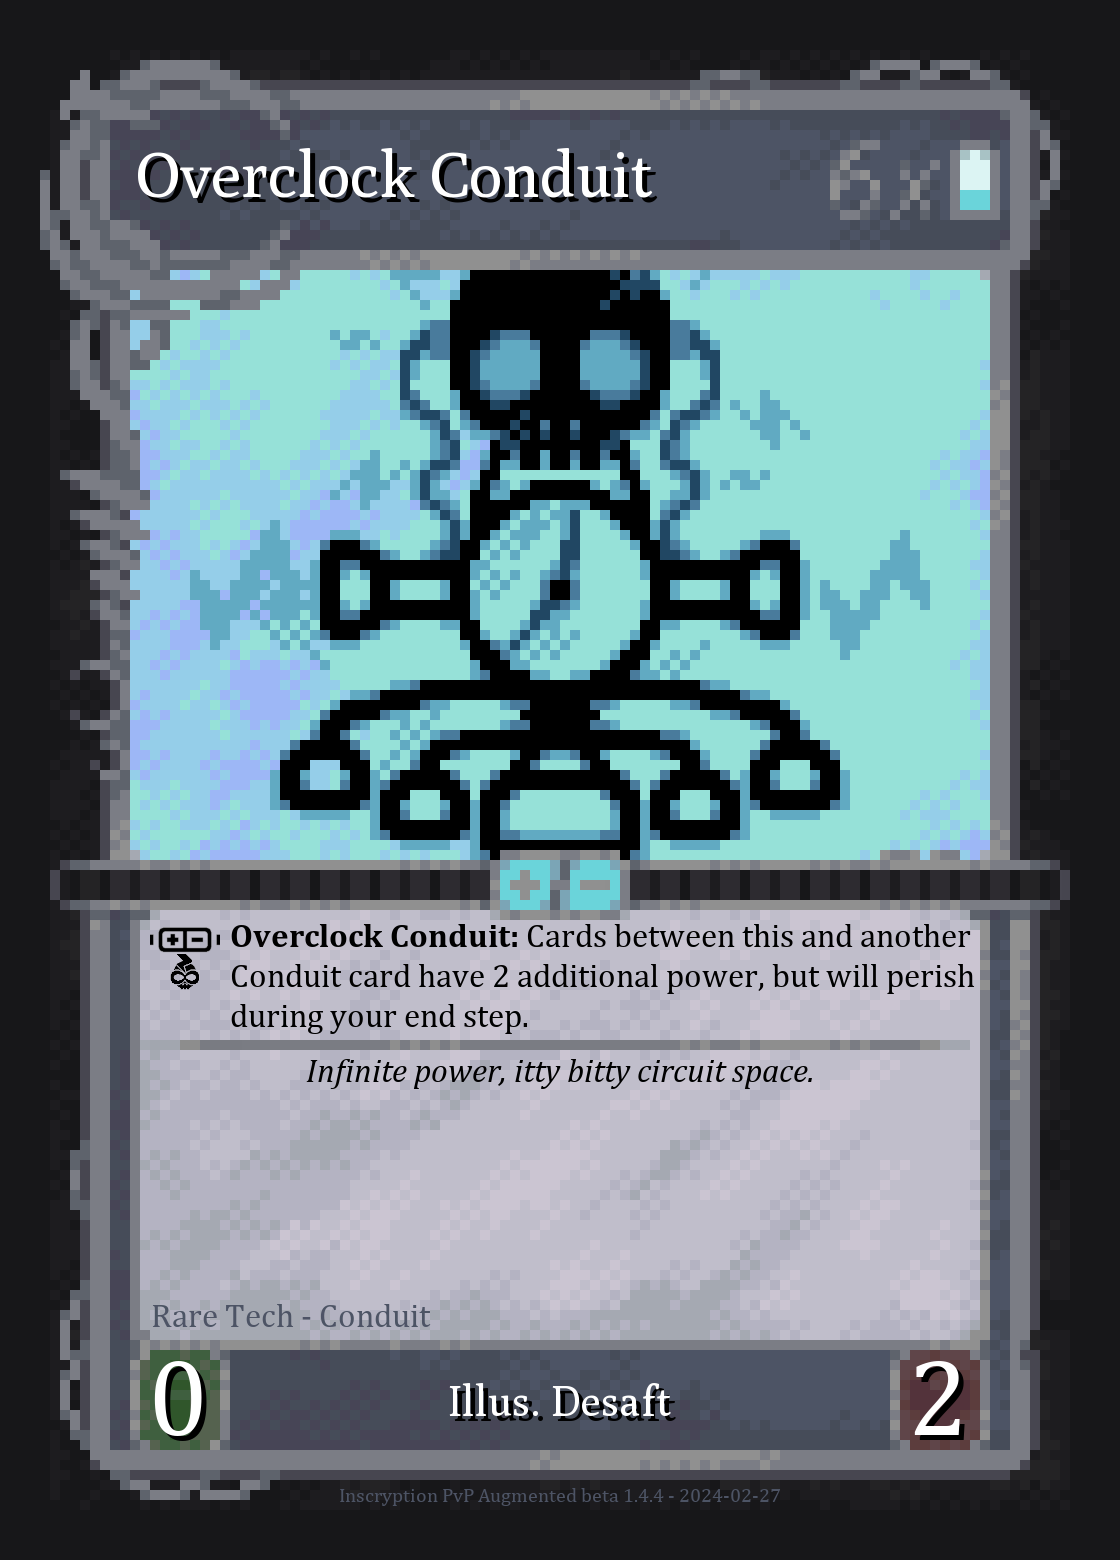 Overclock Conduit 6x
+ -
Overclock Conduit: Cards between this and another
Conduit card have 2 additional power, but will perish
during your end step.
Infinite power, itty bitty circuit space.
Rare Tech - Conduit
0 Illus. Desaft 2
Inscryption PvP Augmented beta 1.4.4 - 2024-02-27